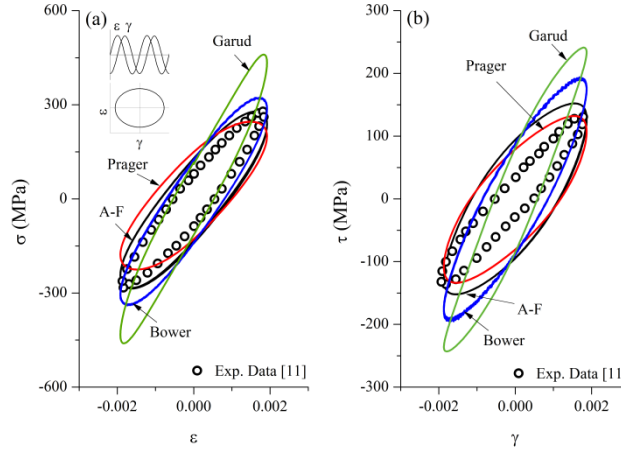 (a)
ε γ
ε
γ
Garud
Prager
A-F
Bower
Exp. Data [11]
600
300
0
-300
-600
σ (MPa)
-0.002
0.000
0.002
ε
(b)
Garud
Prager
A-F
Bower
Exp. Data [11
300
200
100
0
-100
-200
-300
τ (MPa)
-0.002
0.000
0.002
γ